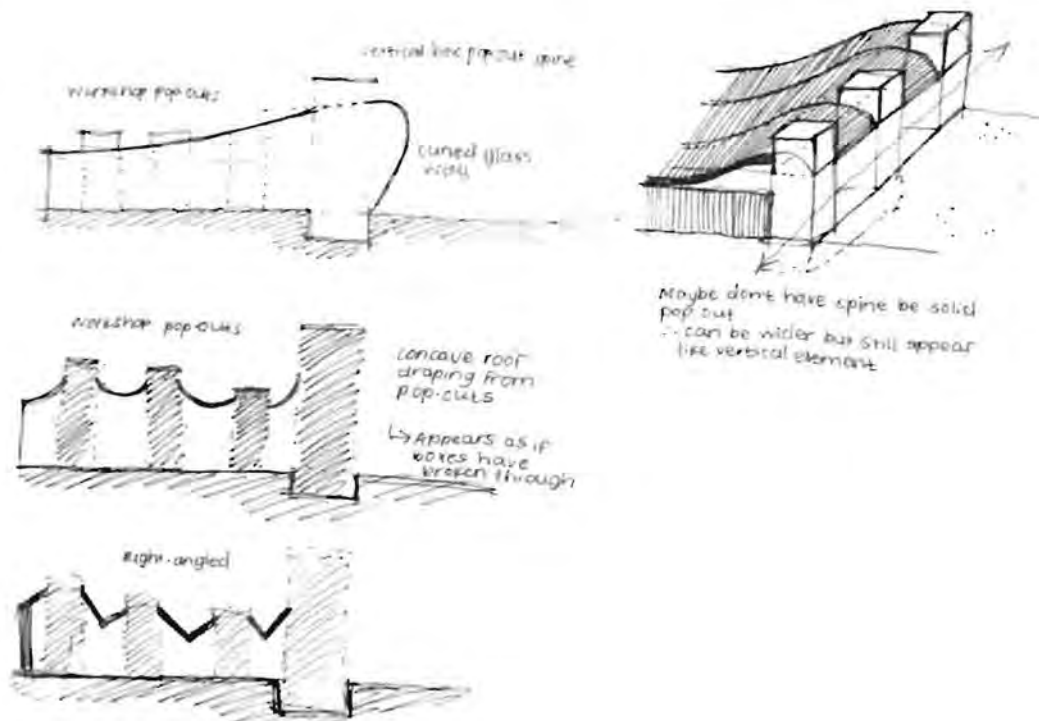 vertical box pop out spine
workshop pop outs
curved glass
wall
Maybe don't have spine be solid
pop out
∴ can be wider but still appear
like vertical element
workshop pop-outs
concave roof
draping from
pop-outs
↳ Appears as if
boxes have
broken through
Right-angled